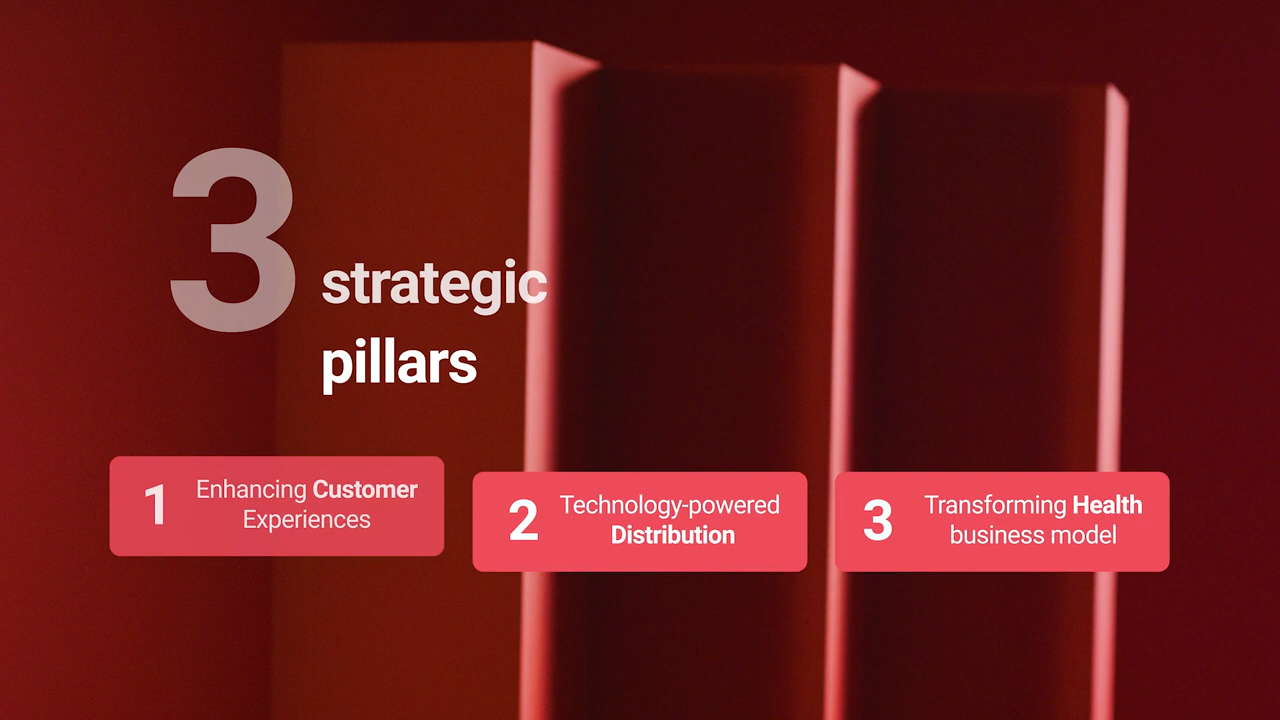 3
strategic
pillars
1
Enhancing Customer
Experiences
2
Technology-powered
Distribution
3
Transforming Health
business model